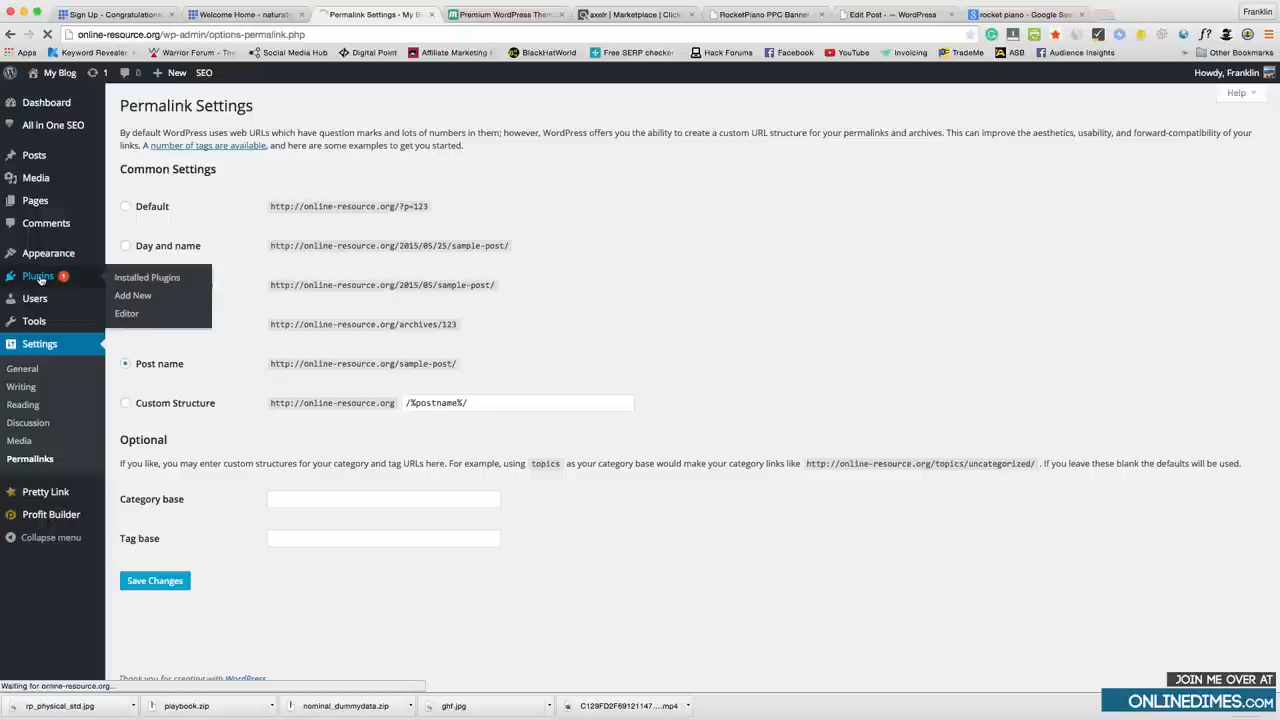 Sign Up - Congratulations
Welcome Home - natural
Permalink Settings - My B
Premium WordPress Them
axelr | Marketplace | Click
RocketPiano PPC Banner
Edit Post - — WordPress
rocket piano - Google Sea
Franklin
online-resource.org/wp-admin/options-permalink.php
Apps
Keyword Revealer
Warrior Forum - The
Social Media Hub
Digital Point
Affiliate Marketing
BlackHatWorld
Free SERP checker
Hack Forums
Facebook
YouTube
Invoicing
TradeMe
ASB
Audience Insights
Other Bookmarks
My Blog
1
0
New
SEO
Howdy, Franklin
Help
Dashboard
All in One SEO
Posts
Media
Pages
Comments
Appearance
Plugins 1
Users
Tools
Settings
General
Writing
Reading
Discussion
Media
Permalinks
Pretty Link
Profit Builder
Collapse menu
Installed Plugins
Add New
Editor
Permalink Settings
By default WordPress uses web URLs which have question marks and lots of numbers in them; however, WordPress offers you the ability to create a custom URL structure for your permalinks and archives. This can improve the aesthetics, usability, and forward-compatibility of your
links. A number of tags are available, and here are some examples to get you started.
Common Settings
Default http://online-resource.org/?p=123
Day and name http://online-resource.org/2015/05/25/sample-post/
http://online-resource.org/2015/05/sample-post/
http://online-resource.org/archives/123
Post name http://online-resource.org/sample-post/
Custom Structure http://online-resource.org /%postname%/
Optional
If you like, you may enter custom structures for your category and tag URLs here. For example, using topics as your category base would make your category links like http://online-resource.org/topics/uncategorized/ . If you leave these blank the defaults will be used.
Category base
Tag base
Save Changes
Thank you for creating with WordPress
Waiting for online-resource.org...
rp_physical_std.jpg
playbook.zip
nominal_dummydata.zip
ghf.jpg
C129FD2F69121147....mp4
JOIN ME OVER AT
ONLINEDIMES.COM